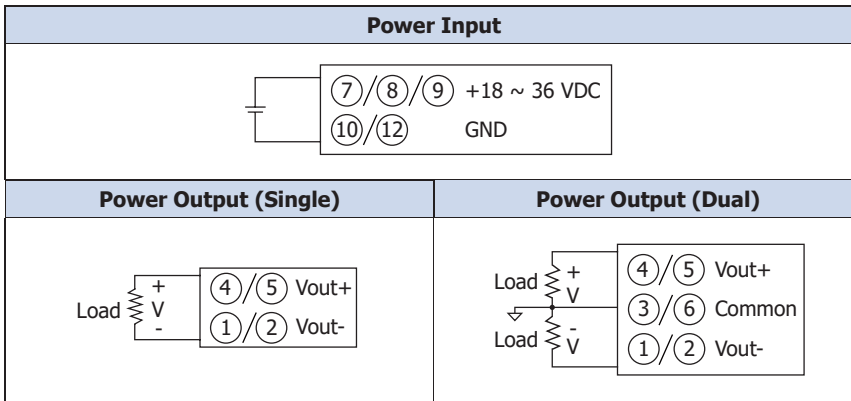 Power Input
⑦/⑧/⑨ +18 ~ 36 VDC
⑩/⑫ GND
Power Output (Single)
Load
+
V
-
④/⑤ Vout+
①/② Vout-
Power Output (Dual)
Load
+
V
Load
-
V
④/⑤ Vout+
③/⑥ Common
①/② Vout-